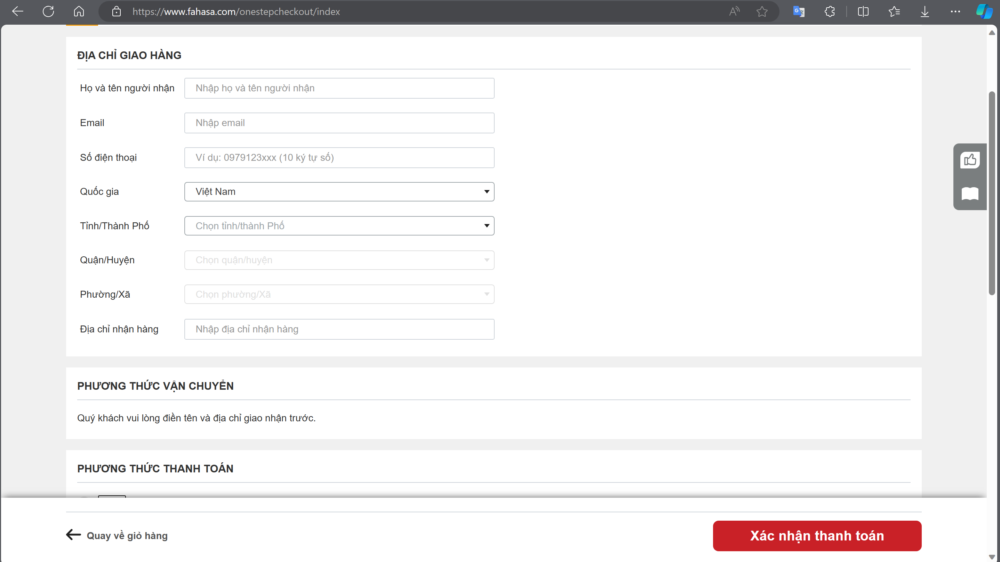 https://www.fahasa.com/onestepcheckout/index
ĐỊA CHỈ GIAO HÀNG
Họ và tên người nhận Nhập họ và tên người nhận
Email Nhập email
Số điện thoại Ví dụ: 0979123xxx (10 ký tự số)
Quốc gia Việt Nam
Tỉnh/Thành Phố Chọn tỉnh/thành Phố
Quận/Huyện Chọn quận/huyện
Phường/Xã Chọn phường/Xã
Địa chỉ nhận hàng Nhập địa chỉ nhận hàng
PHƯƠNG THỨC VẬN CHUYỂN
Quý khách vui lòng điền tên và địa chỉ giao nhận trước.
PHƯƠNG THỨC THANH TOÁN
Quay về giỏ hàng Xác nhận thanh toán